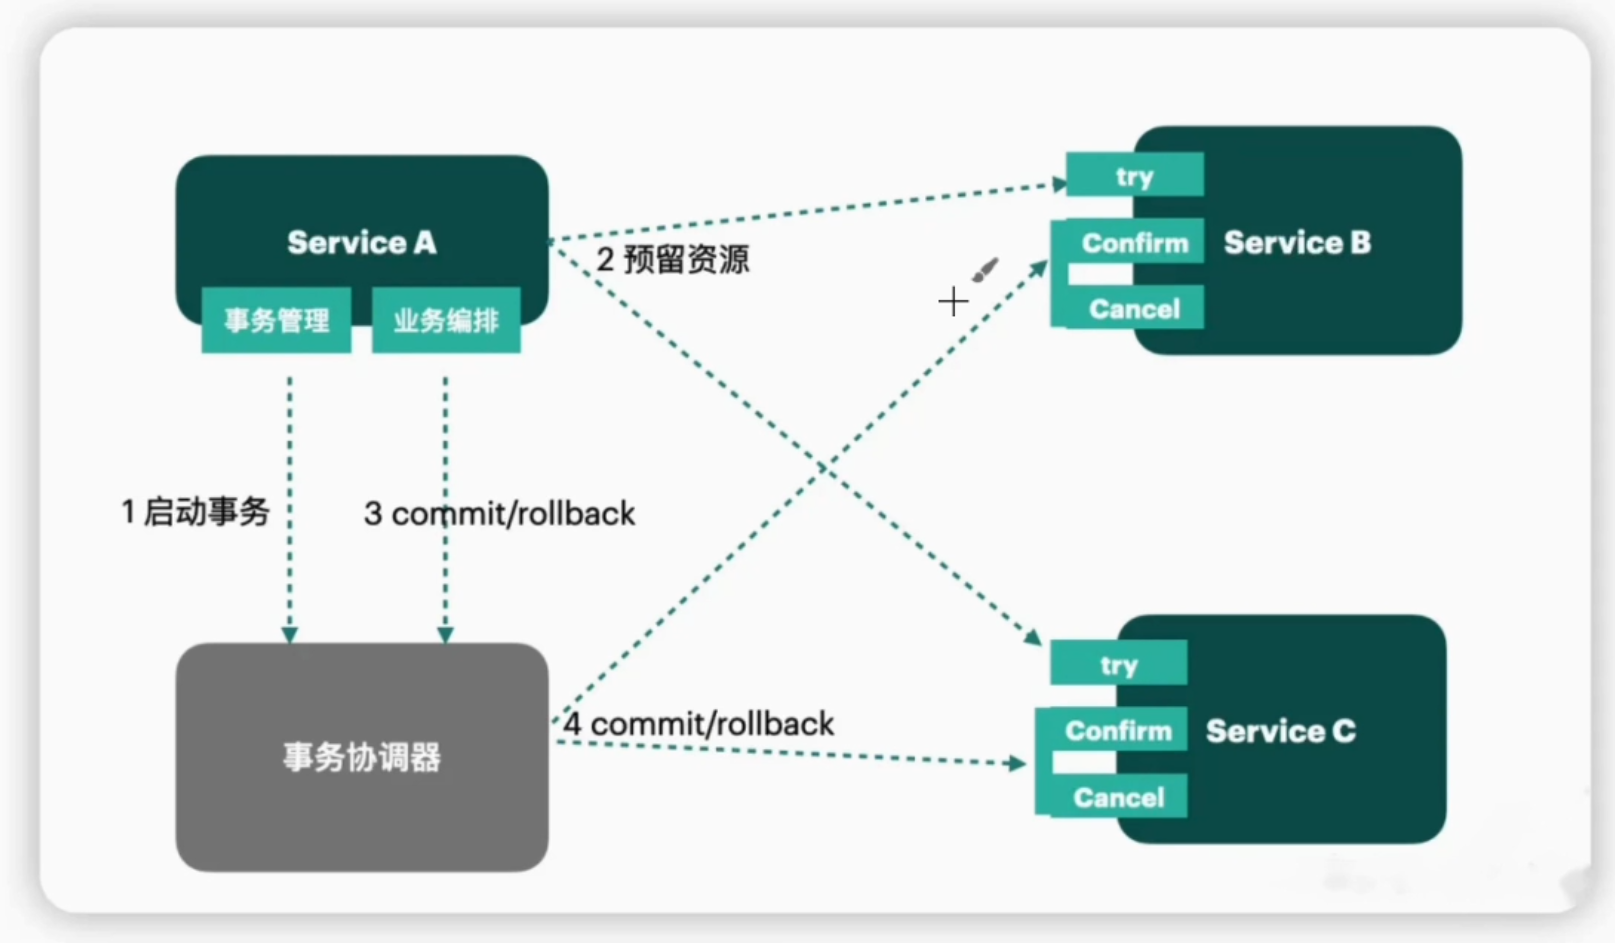 Service A
事务管理
业务编排
2 预留资源
try
Confirm
Cancel
Service B
1 启动事务
3 commit/rollback
事务协调器
4 commit/rollback
try
Confirm
Cancel
Service C